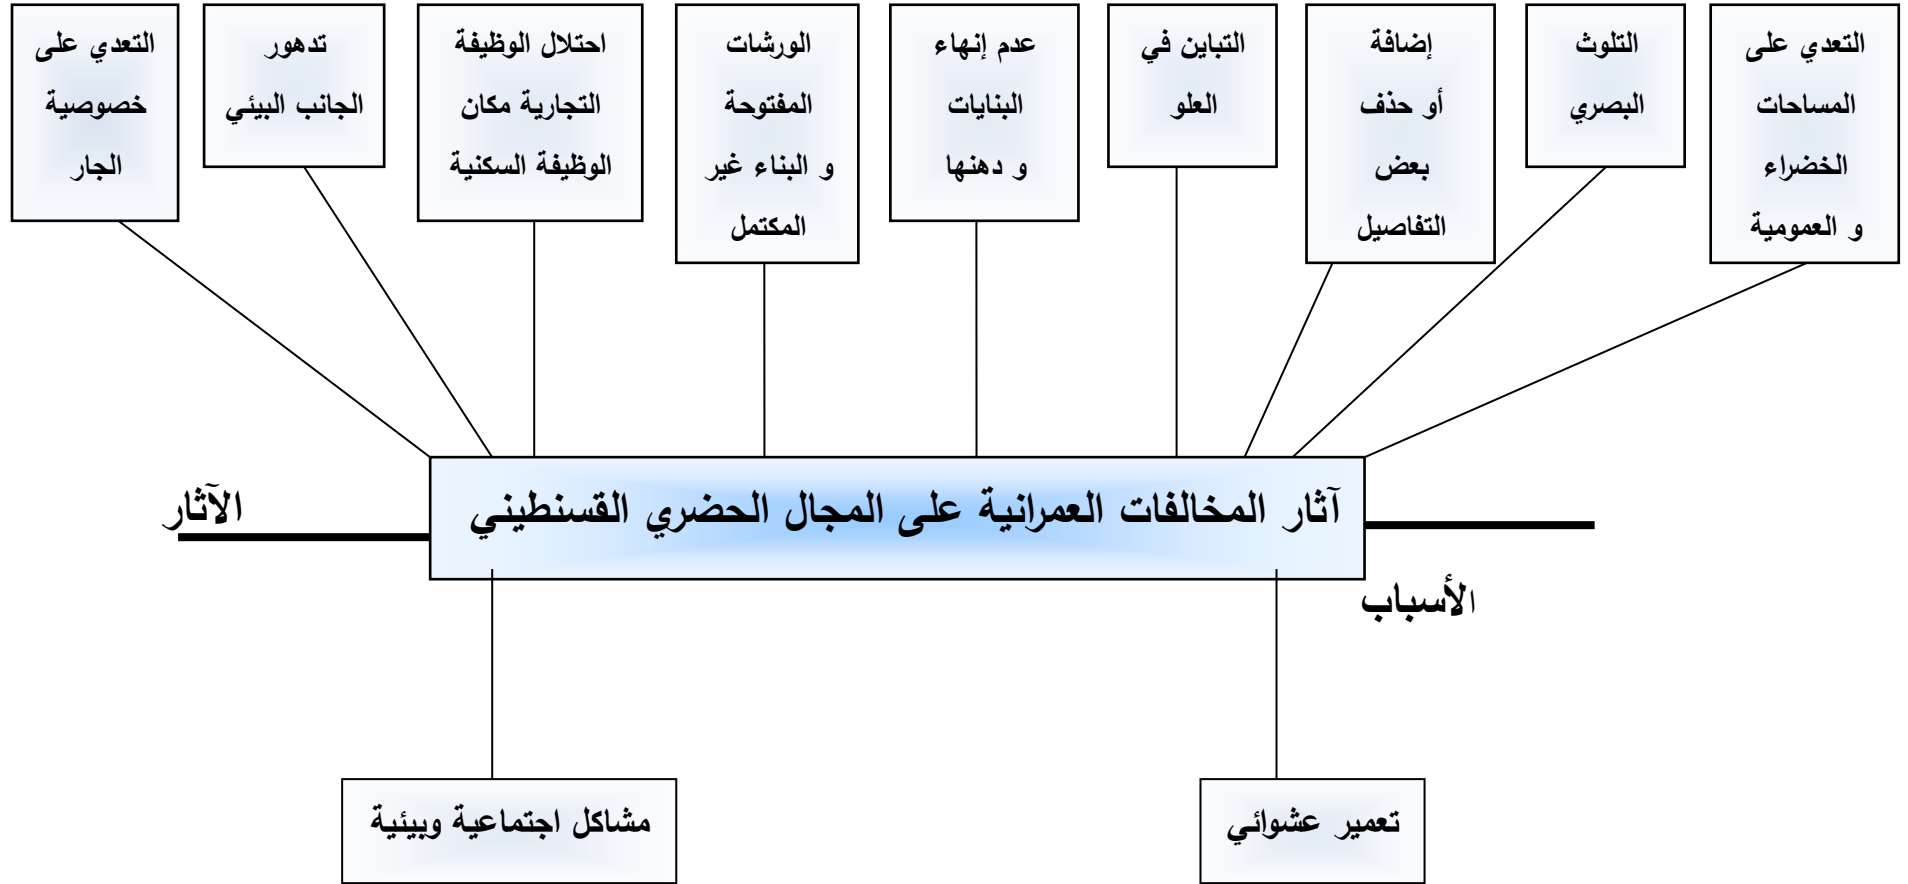 التعدي على
المساحات
الخضراء
و العمومية
التلوث
البصري
إضافة
أو حذف
بعض
التفاصيل
التباين في
العلو
عدم إنهاء
البنايات
و دهنها
الورشات
المفتوحة
و البناء غير
المكتمل
احتلال الوظيفة
التجارية مكان
الوظيفة السكنية
تدهور
الجانب البيئي
التعدي على
خصوصية
الجار
آثار المخالفات العمرانية على المجال الحضري القسنطيني
الآثار
الأسباب
تعمير عشوائي
مشاكل اجتماعية وبيئية